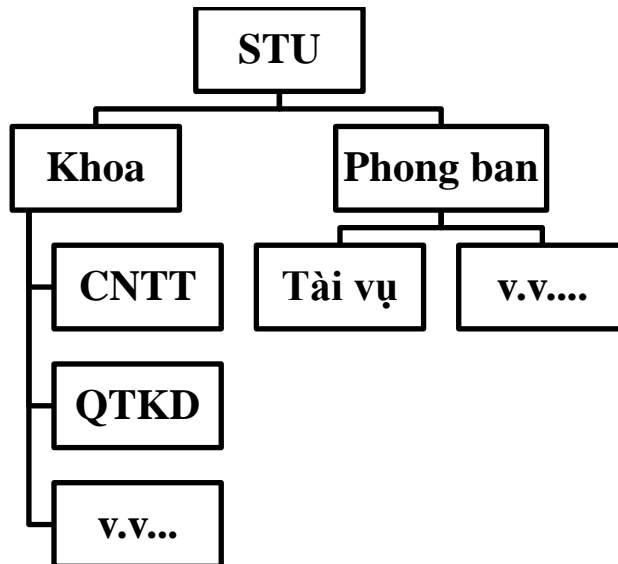 STU
Khoa
Phong ban
CNTT
Tài vụ
v.v....
QTKD
v.v...